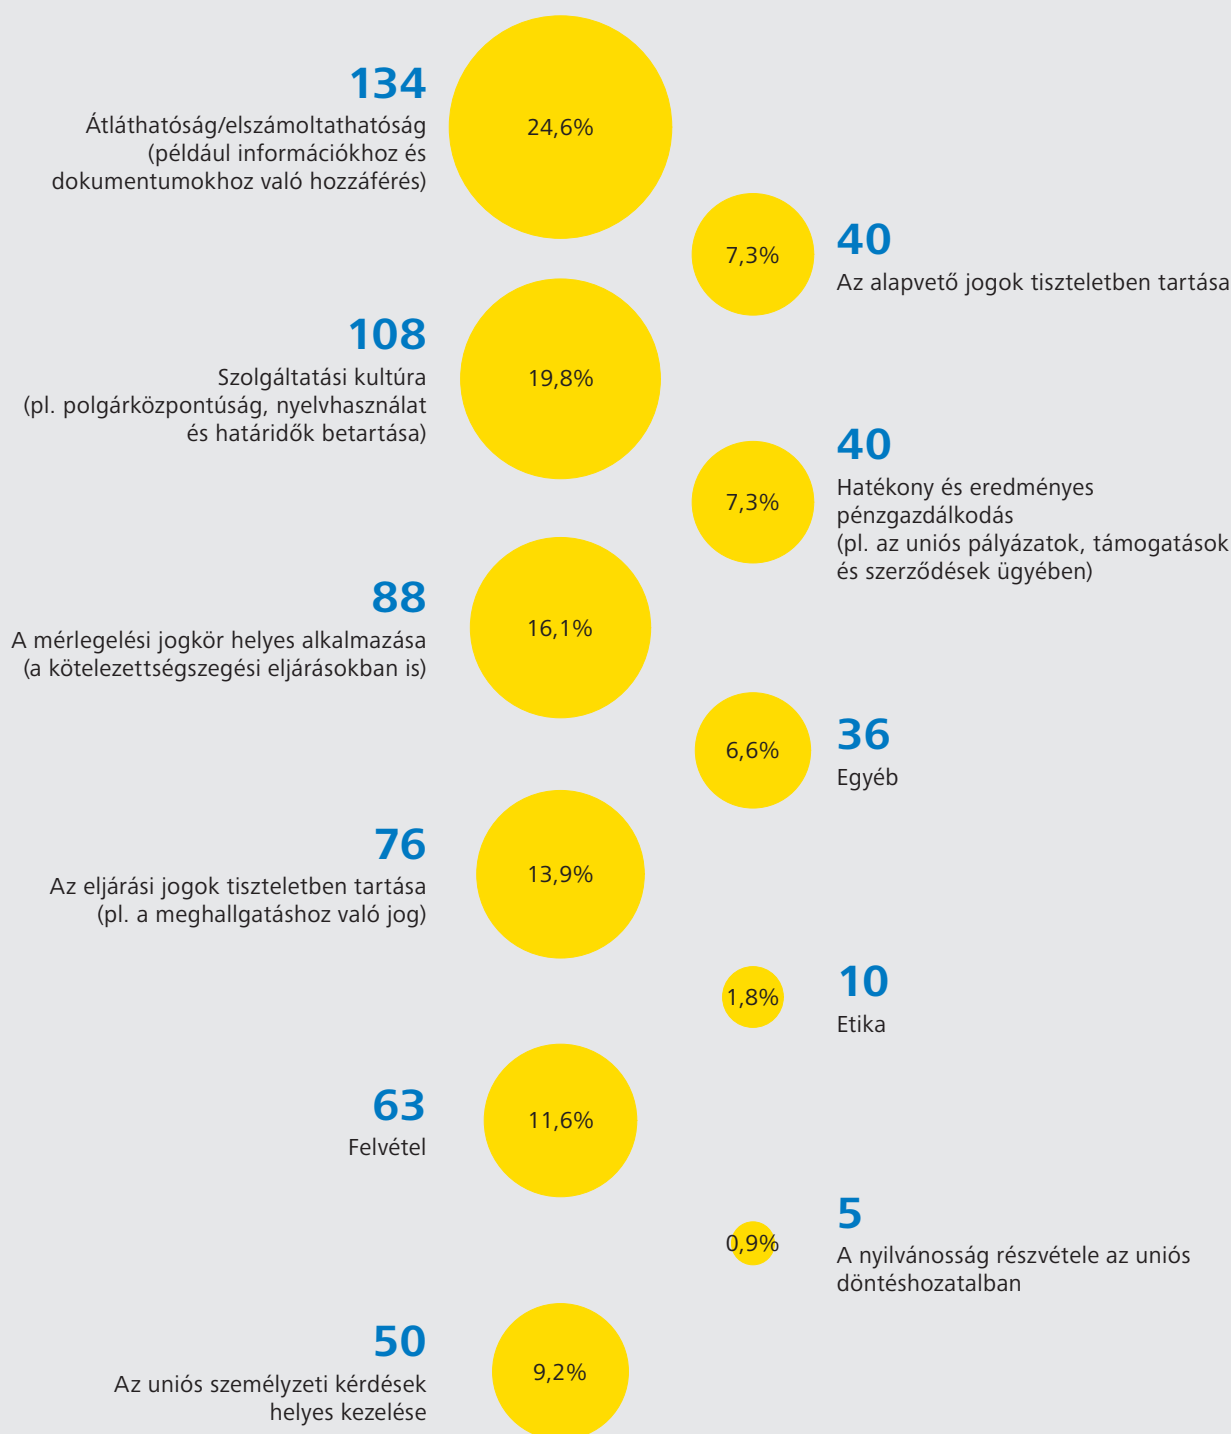 134
Átláthatóság/elszámoltathatóság
(például információkhoz és
dokumentumokhoz való hozzáférés)
24,6%
7,3%
40
Az alapvető jogok tiszteletben tartása
108
Szolgáltatási kultúra
(pl. polgárközpontúság, nyelvhasználat
és határidők betartása)
19,8%
7,3%
40
Hatékony és eredményes
pénzgazdálkodás
(pl. az uniós pályázatok, támogatások
és szerződések ügyében)
88
A mérlegelési jogkör helyes alkalmazása
(a kötelezettségszegési eljárásokban is)
16,1%
6,6%
36
Egyéb
76
Az eljárási jogok tiszteletben tartása
(pl. a meghallgatáshoz való jog)
13,9%
1,8%
10
Etika
63
Felvétel
11,6%
0,9%
5
A nyilvánosság részvétele az uniós
döntéshozatalban
50
Az uniós személyzeti kérdések
helyes kezelése
9,2%